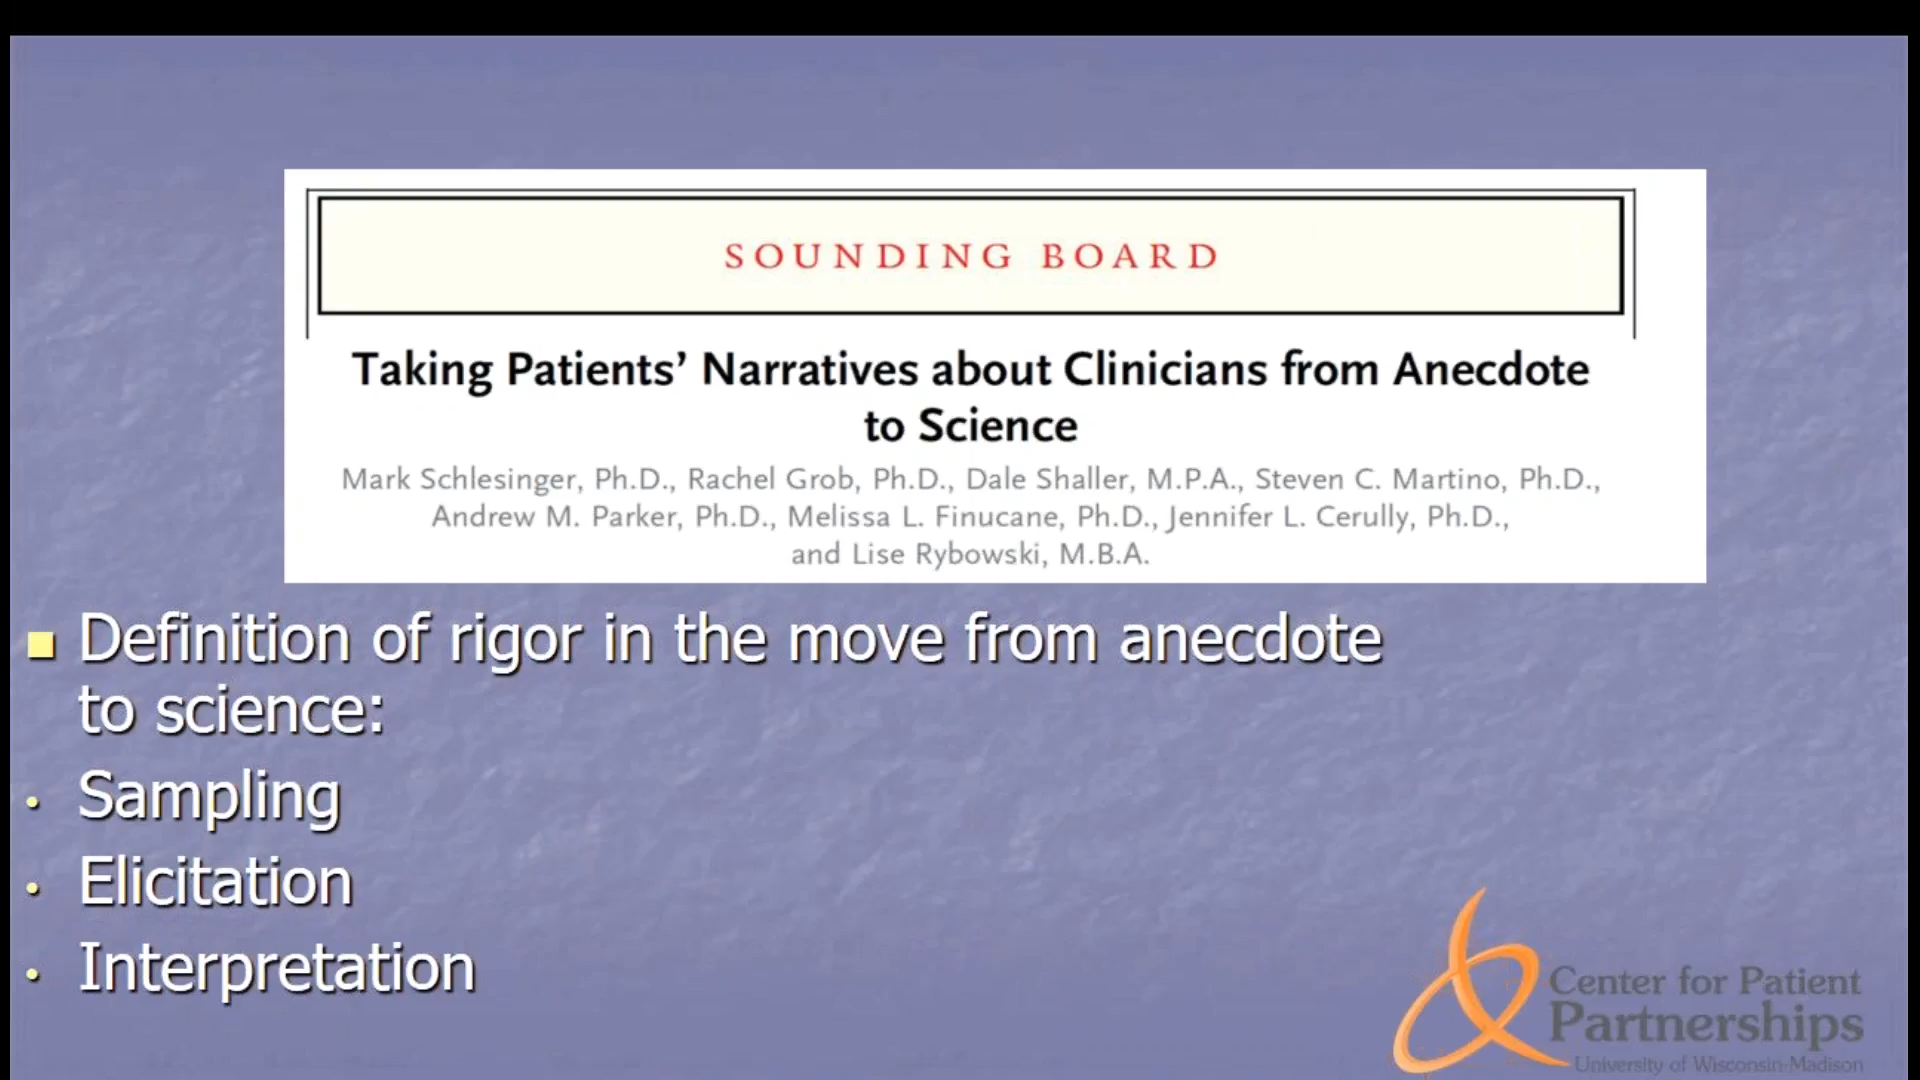 SOUNDING BOARD
Taking Patients’ Narratives about Clinicians from Anecdote
to Science
Mark Schlesinger, Ph.D., Rachel Grob, Ph.D., Dale Shaller, M.P.A., Steven C. Martino, Ph.D.,
Andrew M. Parker, Ph.D., Melissa L. Finucane, Ph.D., Jennifer L. Cerully, Ph.D.,
and Lise Rybowski, M.B.A.
Definition of rigor in the move from anecdote
to science:
Sampling
Elicitation
Interpretation
Center for Patient
Partnerships
University of Wisconsin-Madison